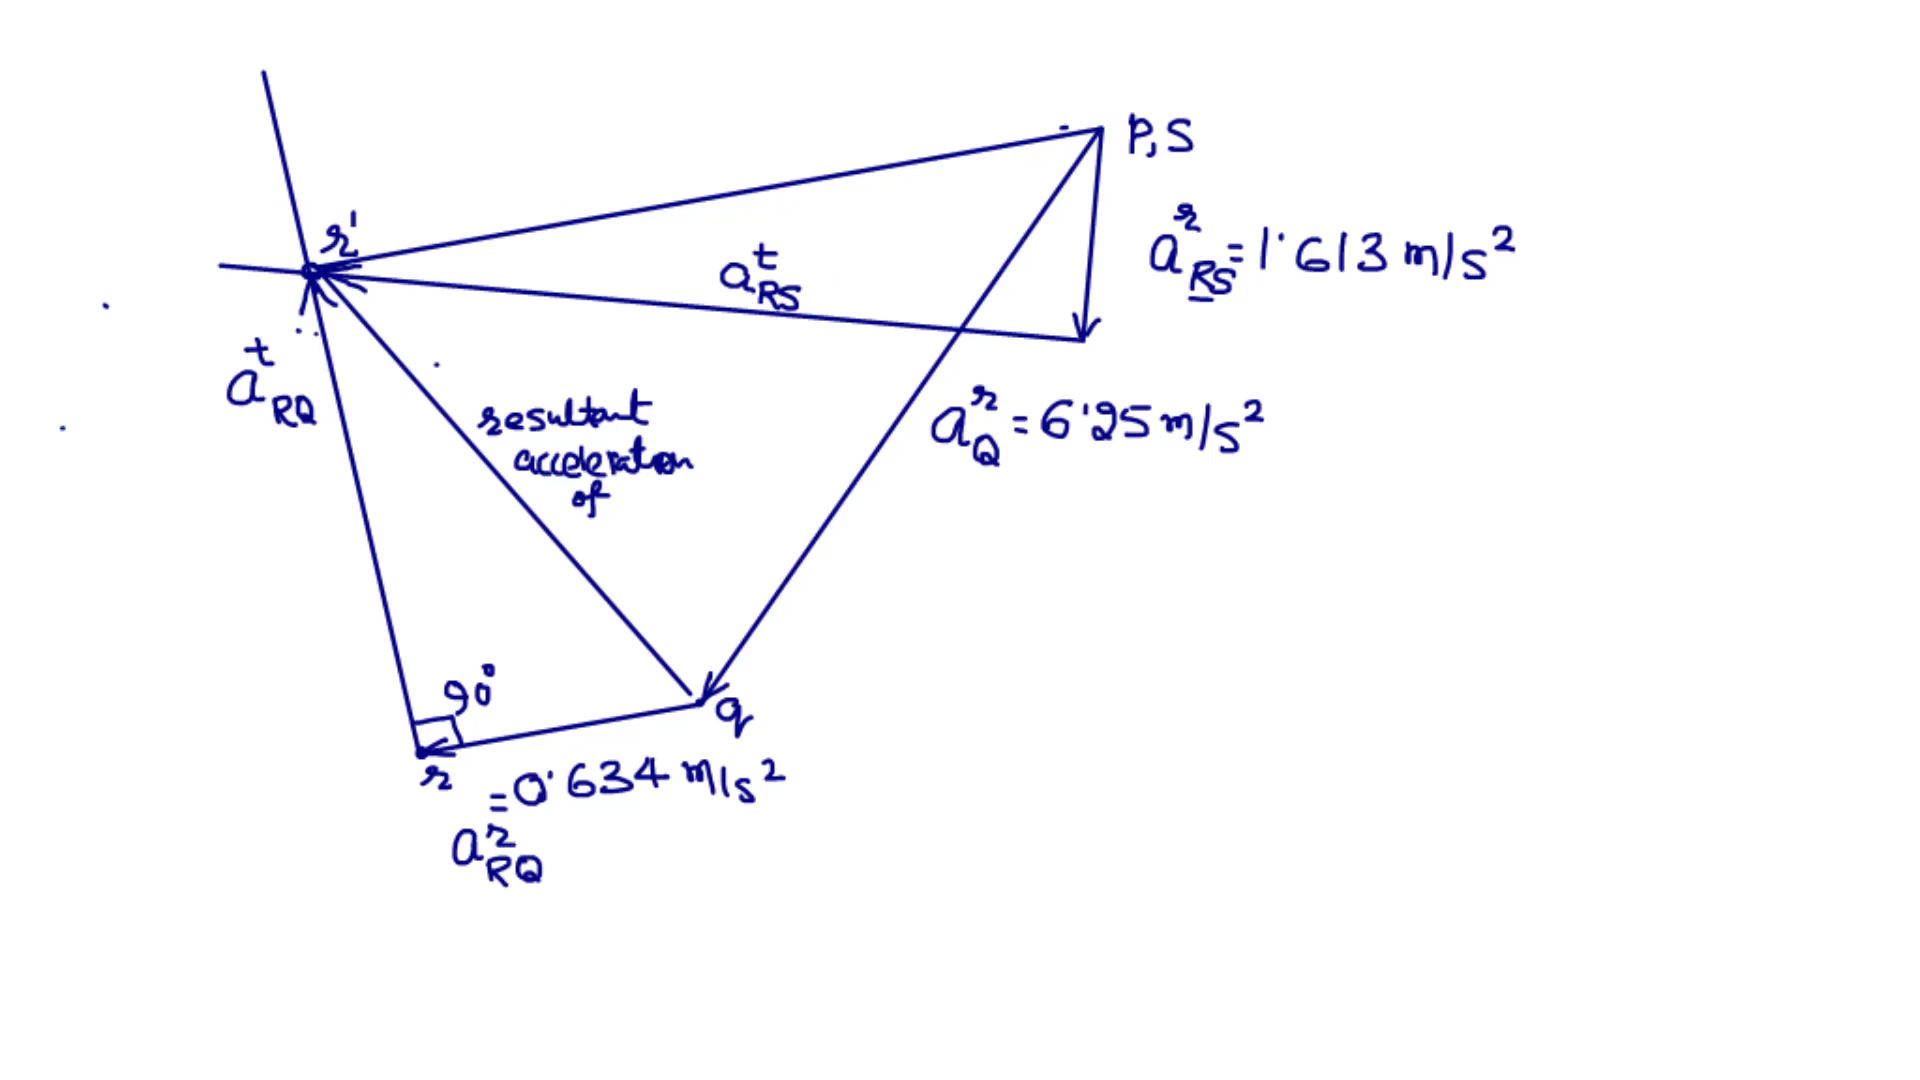 P,S
r'
a^r_RS = 1.613 m/s²
a^t_RS
a^t_RQ
a^r_Q = 6.25 m/s²
resultant
acceleration
of
90°
q
r
= 0.634 m/s²
a^r_RQ